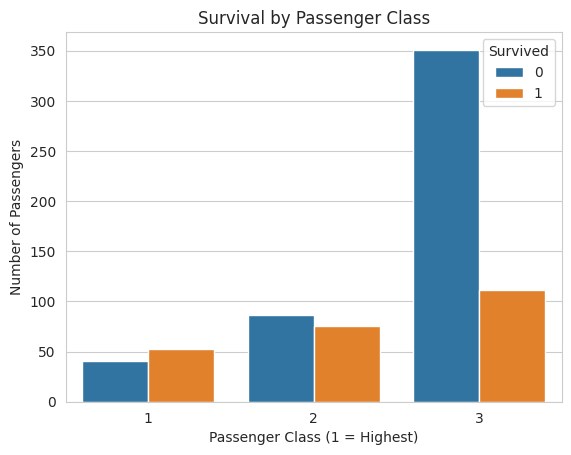 Survival by Passenger Class
Number of Passengers
350
300
250
200
150
100
50
0
Survived
0
1
1 2 3
Passenger Class (1 = Highest)